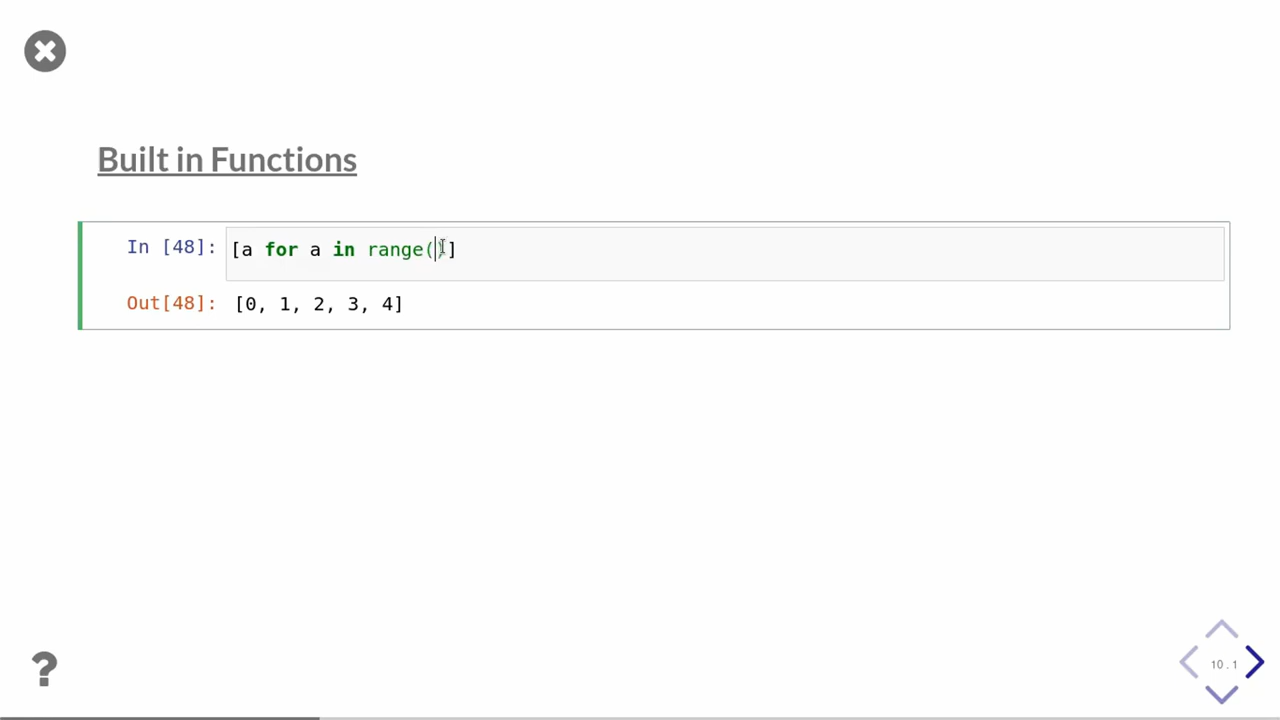 Built in Functions
In [48]: [a for a in range()]
Out[48]: [0, 1, 2, 3, 4]
?
10.1